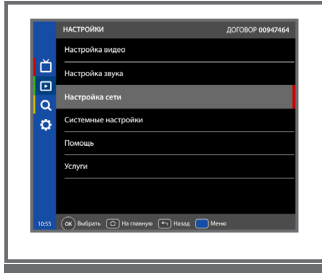 НАСТРОЙКИ ДОГОВОР 00947464
Настройка видео
Настройка звука
Настройка сети
Системные настройки
Помощь
Услуги
10:53 OK Выбрать На главную Назад Меню